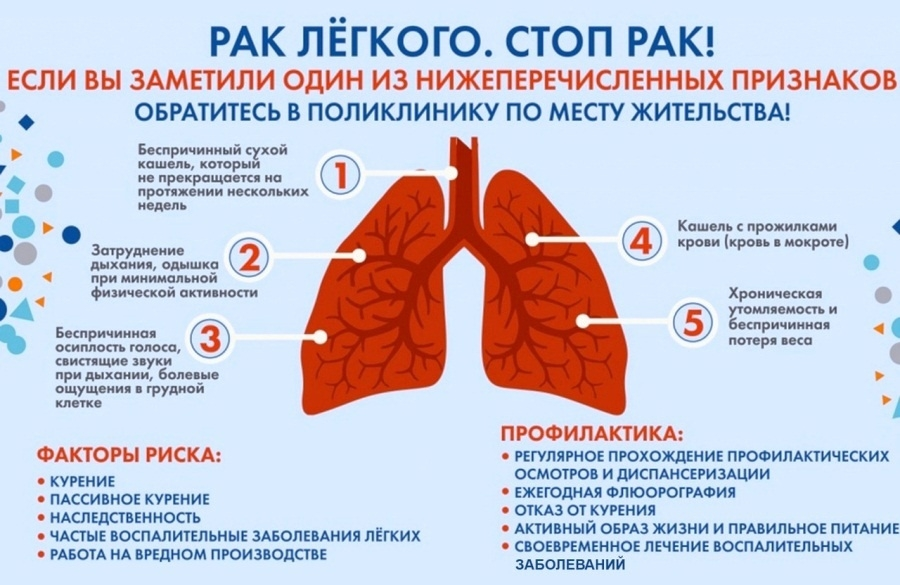 РАК ЛЁГКОГО. СТОП РАК!
ЕСЛИ ВЫ ЗАМЕТИЛИ ОДИН ИЗ НИЖЕПЕРЕЧИСЛЕННЫХ ПРИЗНАКОВ
ОБРАТИТЕСЬ В ПОЛИКЛИНИКУ ПО МЕСТУ ЖИТЕЛЬСТВА!
Беспричинный сухой
кашель, который
не прекращается на
протяжении нескольких
недель
1
Затруднение
дыхания, одышка
при минимальной
физической активности
2
Беспричинная
осиплость голоса,
свистящие звуки
при дыхании, болевые
ощущения в грудной
клетке
3
4
Кашель с прожилками
крови (кровь в мокроте)
5
Хроническая
утомляемость и
беспричинная
потеря веса
ФАКТОРЫ РИСКА:
• КУРЕНИЕ
• ПАССИВНОЕ КУРЕНИЕ
• НАСЛЕДСТВЕННОСТЬ
• ЧАСТЫЕ ВОСПАЛИТЕЛЬНЫЕ ЗАБОЛЕВАНИЯ ЛЁГКИХ
• РАБОТА НА ВРЕДНОМ ПРОИЗВОДСТВЕ
ПРОФИЛАКТИКА:
• РЕГУЛЯРНОЕ ПРОХОЖДЕНИЕ ПРОФИЛАКТИЧЕСКИХ
ОСМОТРОВ И ДИСПАНСЕРИЗАЦИИ
• ЕЖЕГОДНАЯ ФЛЮОРОГРАФИЯ
• ОТКАЗ ОТ КУРЕНИЯ
• АКТИВНЫЙ ОБРАЗ ЖИЗНИ И ПРАВИЛЬНОЕ ПИТАНИЕ
• СВОЕВРЕМЕННОЕ ЛЕЧЕНИЕ ВОСПАЛИТЕЛЬНЫХ
ЗАБОЛЕВАНИЙ